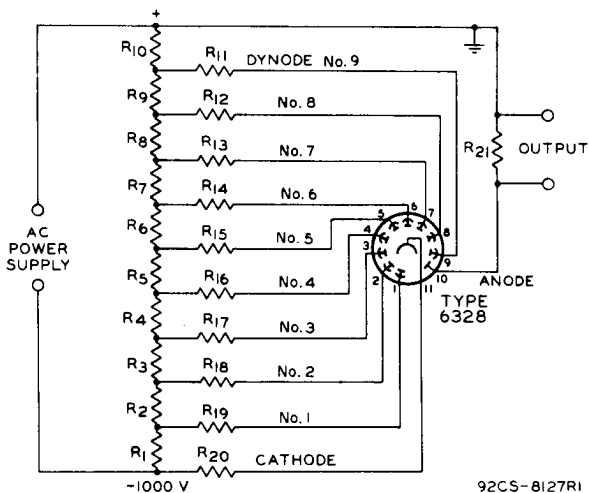 +
R10
R11 DYNODE No. 9
R9
R12 No. 8
R8
R13 No. 7
R7
R14 No. 6
R6
R15 No. 5
R5
R16 No. 4
R4
R17 No. 3
R3
R18 No. 2
R2
R19 No. 1
R1
R20 CATHODE
-1000 V
AC
POWER
SUPPLY
1
2
3
4
5
6
7
8
9
10
11
TYPE
6328
ANODE
R21
OUTPUT
92CS-8127R1